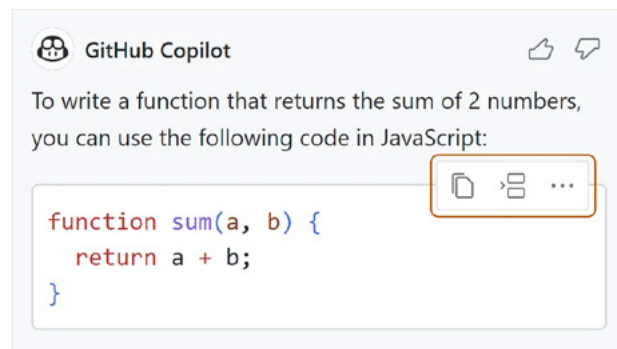 GitHub Copilot
To write a function that returns the sum of 2 numbers,
you can use the following code in JavaScript:
function sum(a, b) {
  return a + b;
}